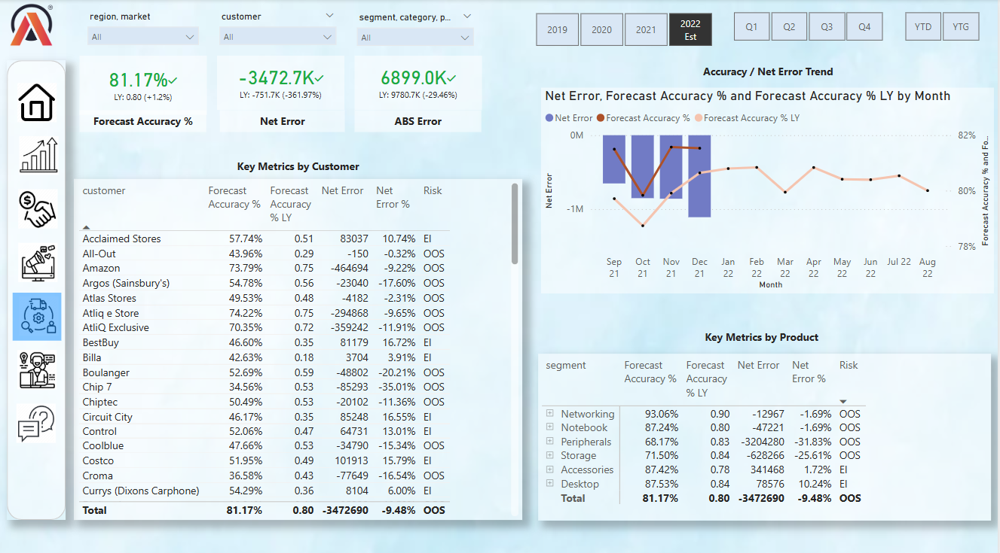 region, market
customer
segment, category, p...
All
All
All
2019
2020
2021
2022
Est
Q1
Q2
Q3
Q4
YTD
YTG
81.17%
LY: 0.80 (+1.2%)
Forecast Accuracy %
-3472.7K
LY: -751.7K (-361.97%)
Net Error
6899.0K
LY: 9780.7K (-29.46%)
ABS Error
Accuracy / Net Error Trend
Net Error, Forecast Accuracy % and Forecast Accuracy % LY by Month
Net Error Forecast Accuracy % Forecast Accuracy % LY
0M
-1M
Net Error
82%
80%
78%
Forecast Accuracy % and Fo...
Sep 21 Oct 21 Nov 21 Dec 21 Jan 22 Feb 22 Mar 22 Apr 22 May 22 Jun 22 Jul 22 Aug 22
Month
Key Metrics by Customer
customer Forecast Accuracy % Forecast Accuracy % LY Net Error Net Error % Risk
Acclaimed Stores 57.74% 0.51 83037 10.74% EI
All-Out 43.96% 0.29 -150 -0.32% OOS
Amazon 73.79% 0.75 -464694 -9.22% OOS
Argos (Sainsbury's) 54.78% 0.56 -23040 -17.60% OOS
Atlas Stores 49.53% 0.48 -4182 -2.31% OOS
Atliq e Store 74.22% 0.75 -294868 -9.65% OOS
AtliQ Exclusive 70.35% 0.72 -359242 -11.91% OOS
BestBuy 46.60% 0.35 81179 16.72% EI
Billa 42.63% 0.18 3704 3.91% EI
Boulanger 52.69% 0.59 -48802 -20.21% OOS
Chip 7 34.56% 0.53 -85293 -35.01% OOS
Chiptec 50.49% 0.53 -20102 -11.36% OOS
Circuit City 46.17% 0.35 85248 16.55% EI
Control 52.06% 0.47 64731 13.01% EI
Coolblue 47.66% 0.53 -34790 -15.34% OOS
Costco 51.95% 0.49 101913 15.79% EI
Croma 36.58% 0.43 -77649 -16.54% OOS
Currys (Dixons Carphone) 54.29% 0.36 8104 6.00% EI
Total 81.17% 0.80 -3472690 -9.48% OOS
Key Metrics by Product
segment Forecast Accuracy % Forecast Accuracy % LY Net Error Net Error % Risk
Networking 93.06% 0.90 -12967 -1.69% OOS
Notebook 87.24% 0.80 -47221 -1.69% OOS
Peripherals 68.17% 0.83 -3204280 -31.83% OOS
Storage 71.50% 0.84 -628266 -25.61% OOS
Accessories 87.42% 0.78 341468 1.72% EI
Desktop 87.53% 0.84 78576 10.24% EI
Total 81.17% 0.80 -3472690 -9.48% OOS